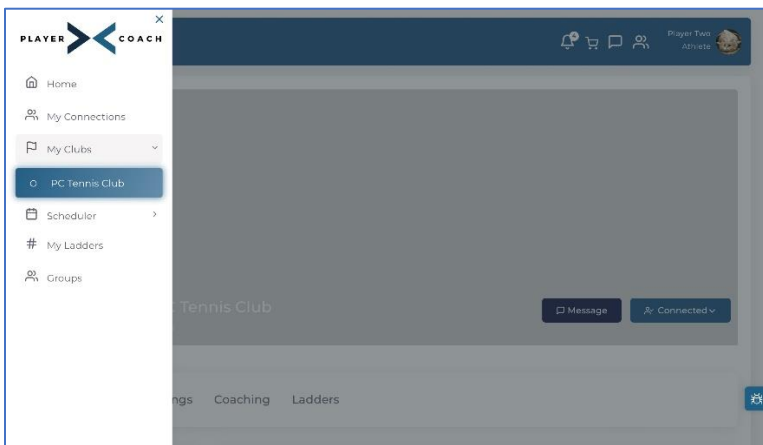 PLAYER COACH
Player Two
Athlete
Home
My Connections
My Clubs
PC Tennis Club
Scheduler
My Ladders
Groups
Tennis Club
Message
Connected
Coaching Ladders